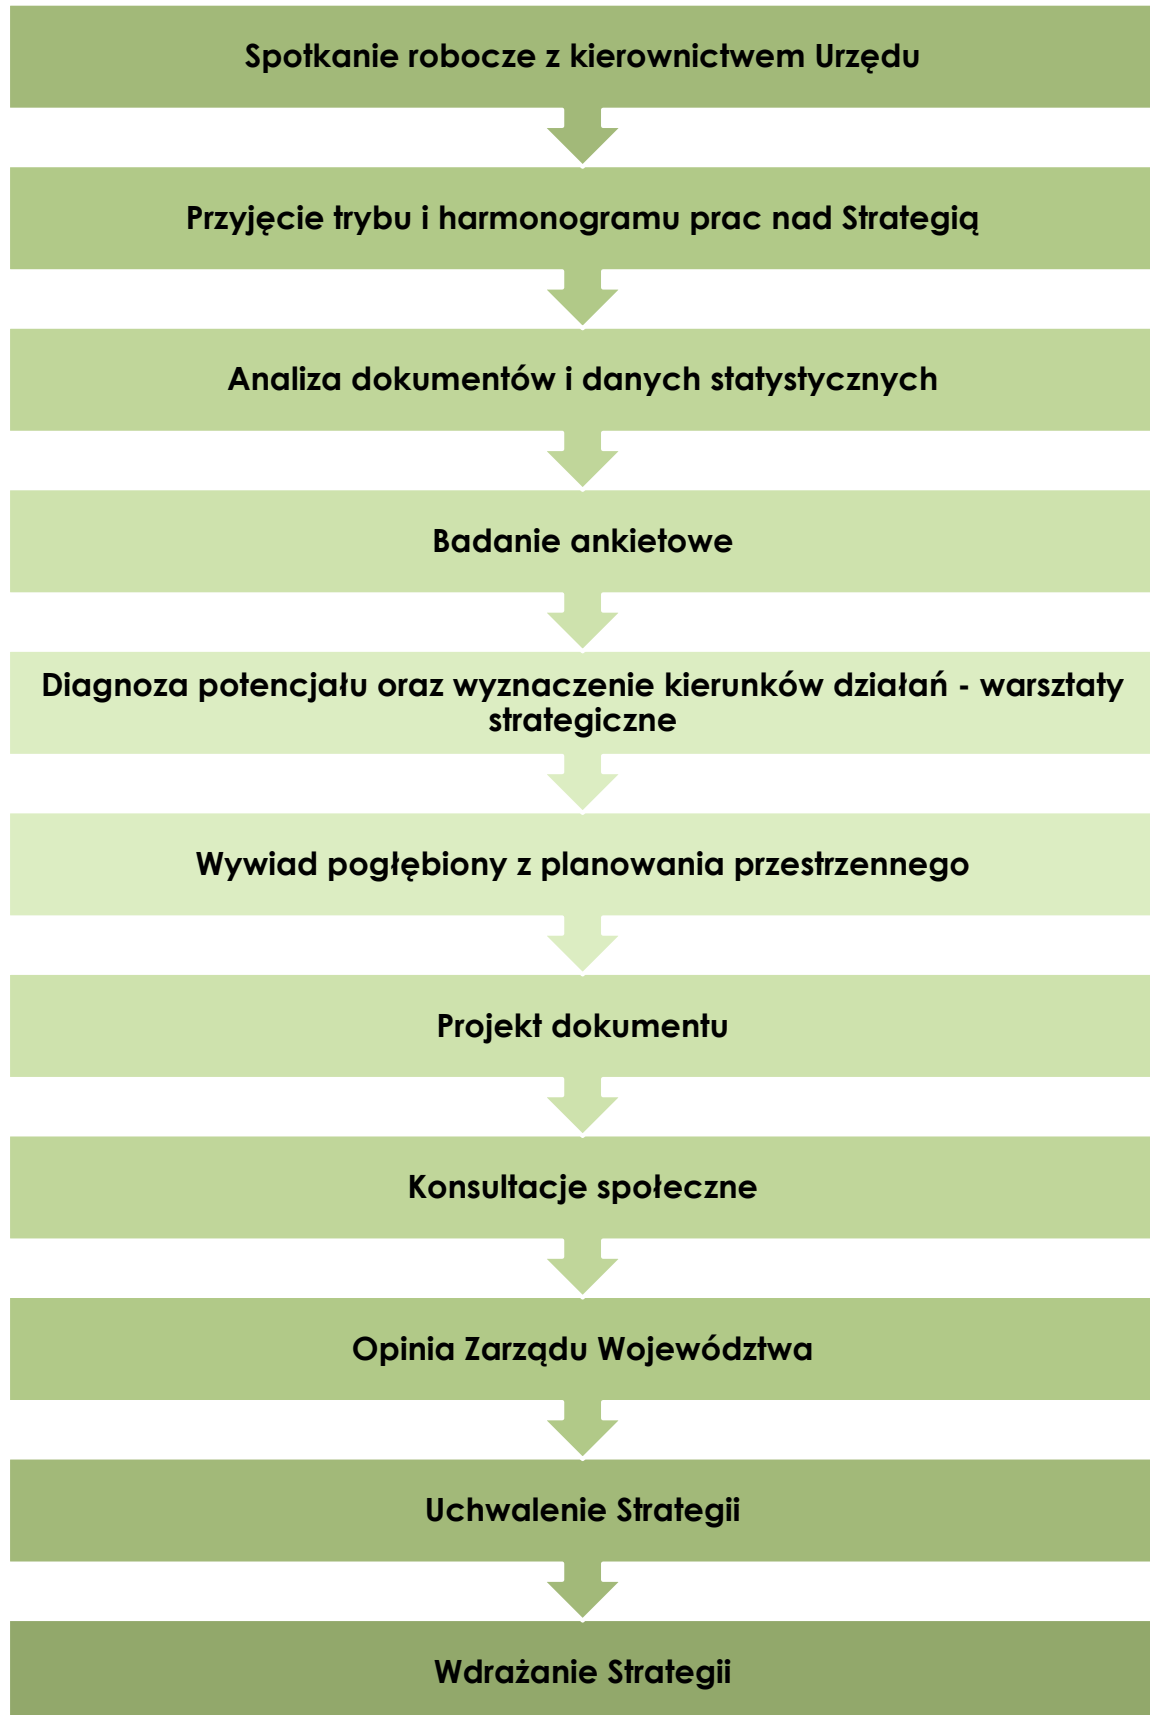 Spotkanie robocze z kierownictwem Urzędu
Przyjęcie trybu i harmonogramu prac nad Strategią
Analiza dokumentów i danych statystycznych
Badanie ankietowe
Diagnoza potencjału oraz wyznaczenie kierunków działań - warsztaty
strategiczne
Wywiad pogłębiony z planowania przestrzennego
Projekt dokumentu
Konsultacje społeczne
Opinia Zarządu Województwa
Uchwalenie Strategii
Wdrażanie Strategii